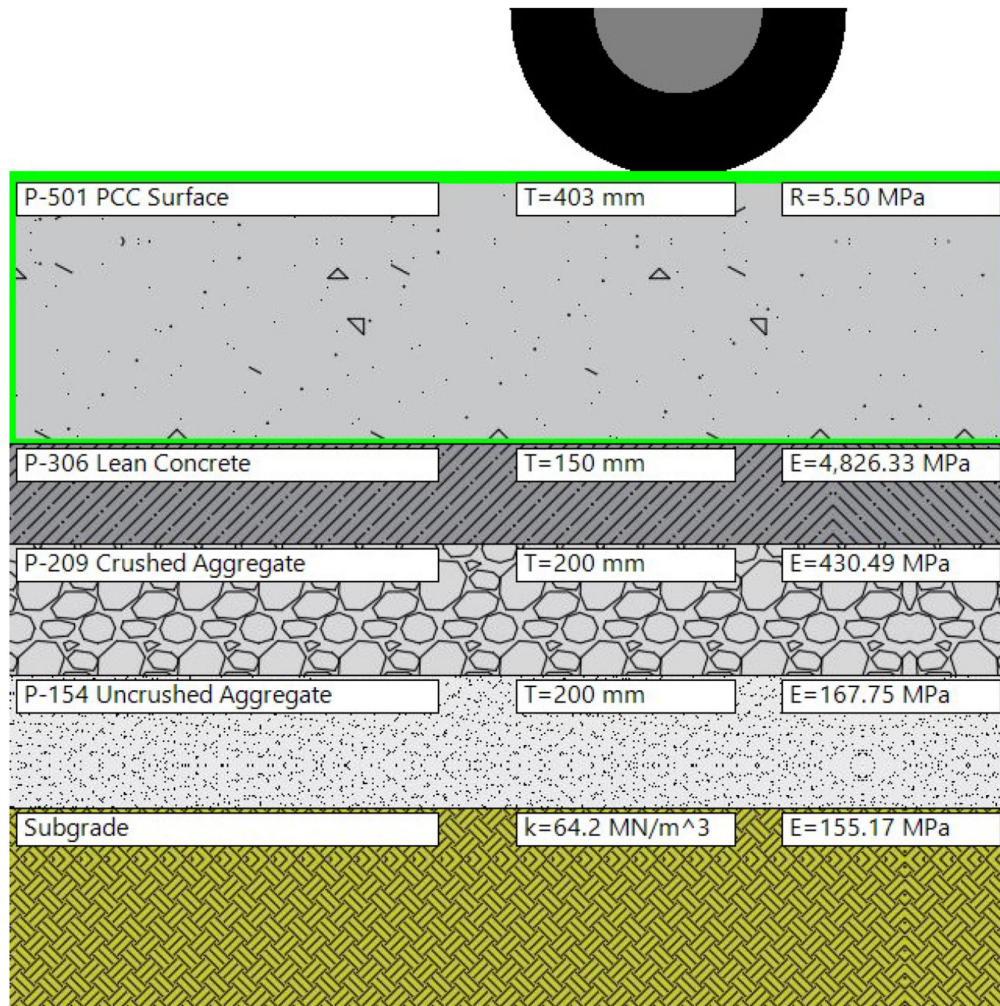 P-501 PCC Surface T=403 mm R=5.50 MPa
P-306 Lean Concrete T=150 mm E=4,826.33 MPa
P-209 Crushed Aggregate T=200 mm E=430.49 MPa
P-154 Uncrushed Aggregate T=200 mm E=167.75 MPa
Subgrade k=64.2 MN/m^3 E=155.17 MPa